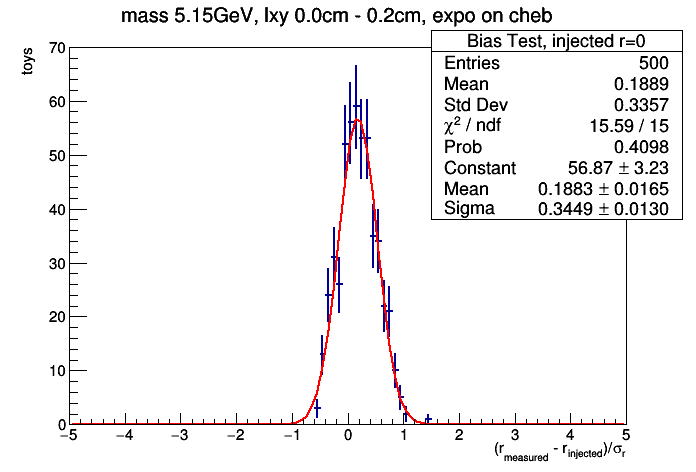 mass 5.15GeV, lxy 0.0cm - 0.2cm, expo on cheb
Bias Test, injected r=0
Entries 500
Mean 0.1889
Std Dev 0.3357
χ² / ndf 15.59 / 15
Prob 0.4098
Constant 56.87 ± 3.23
Mean 0.1883 ± 0.0165
Sigma 0.3449 ± 0.0130
toys
70
60
50
40
30
20
10
0
−5 −4 −3 −2 −1 0 1 2 3 4 5
(r_measured - r_injected)/σ_r